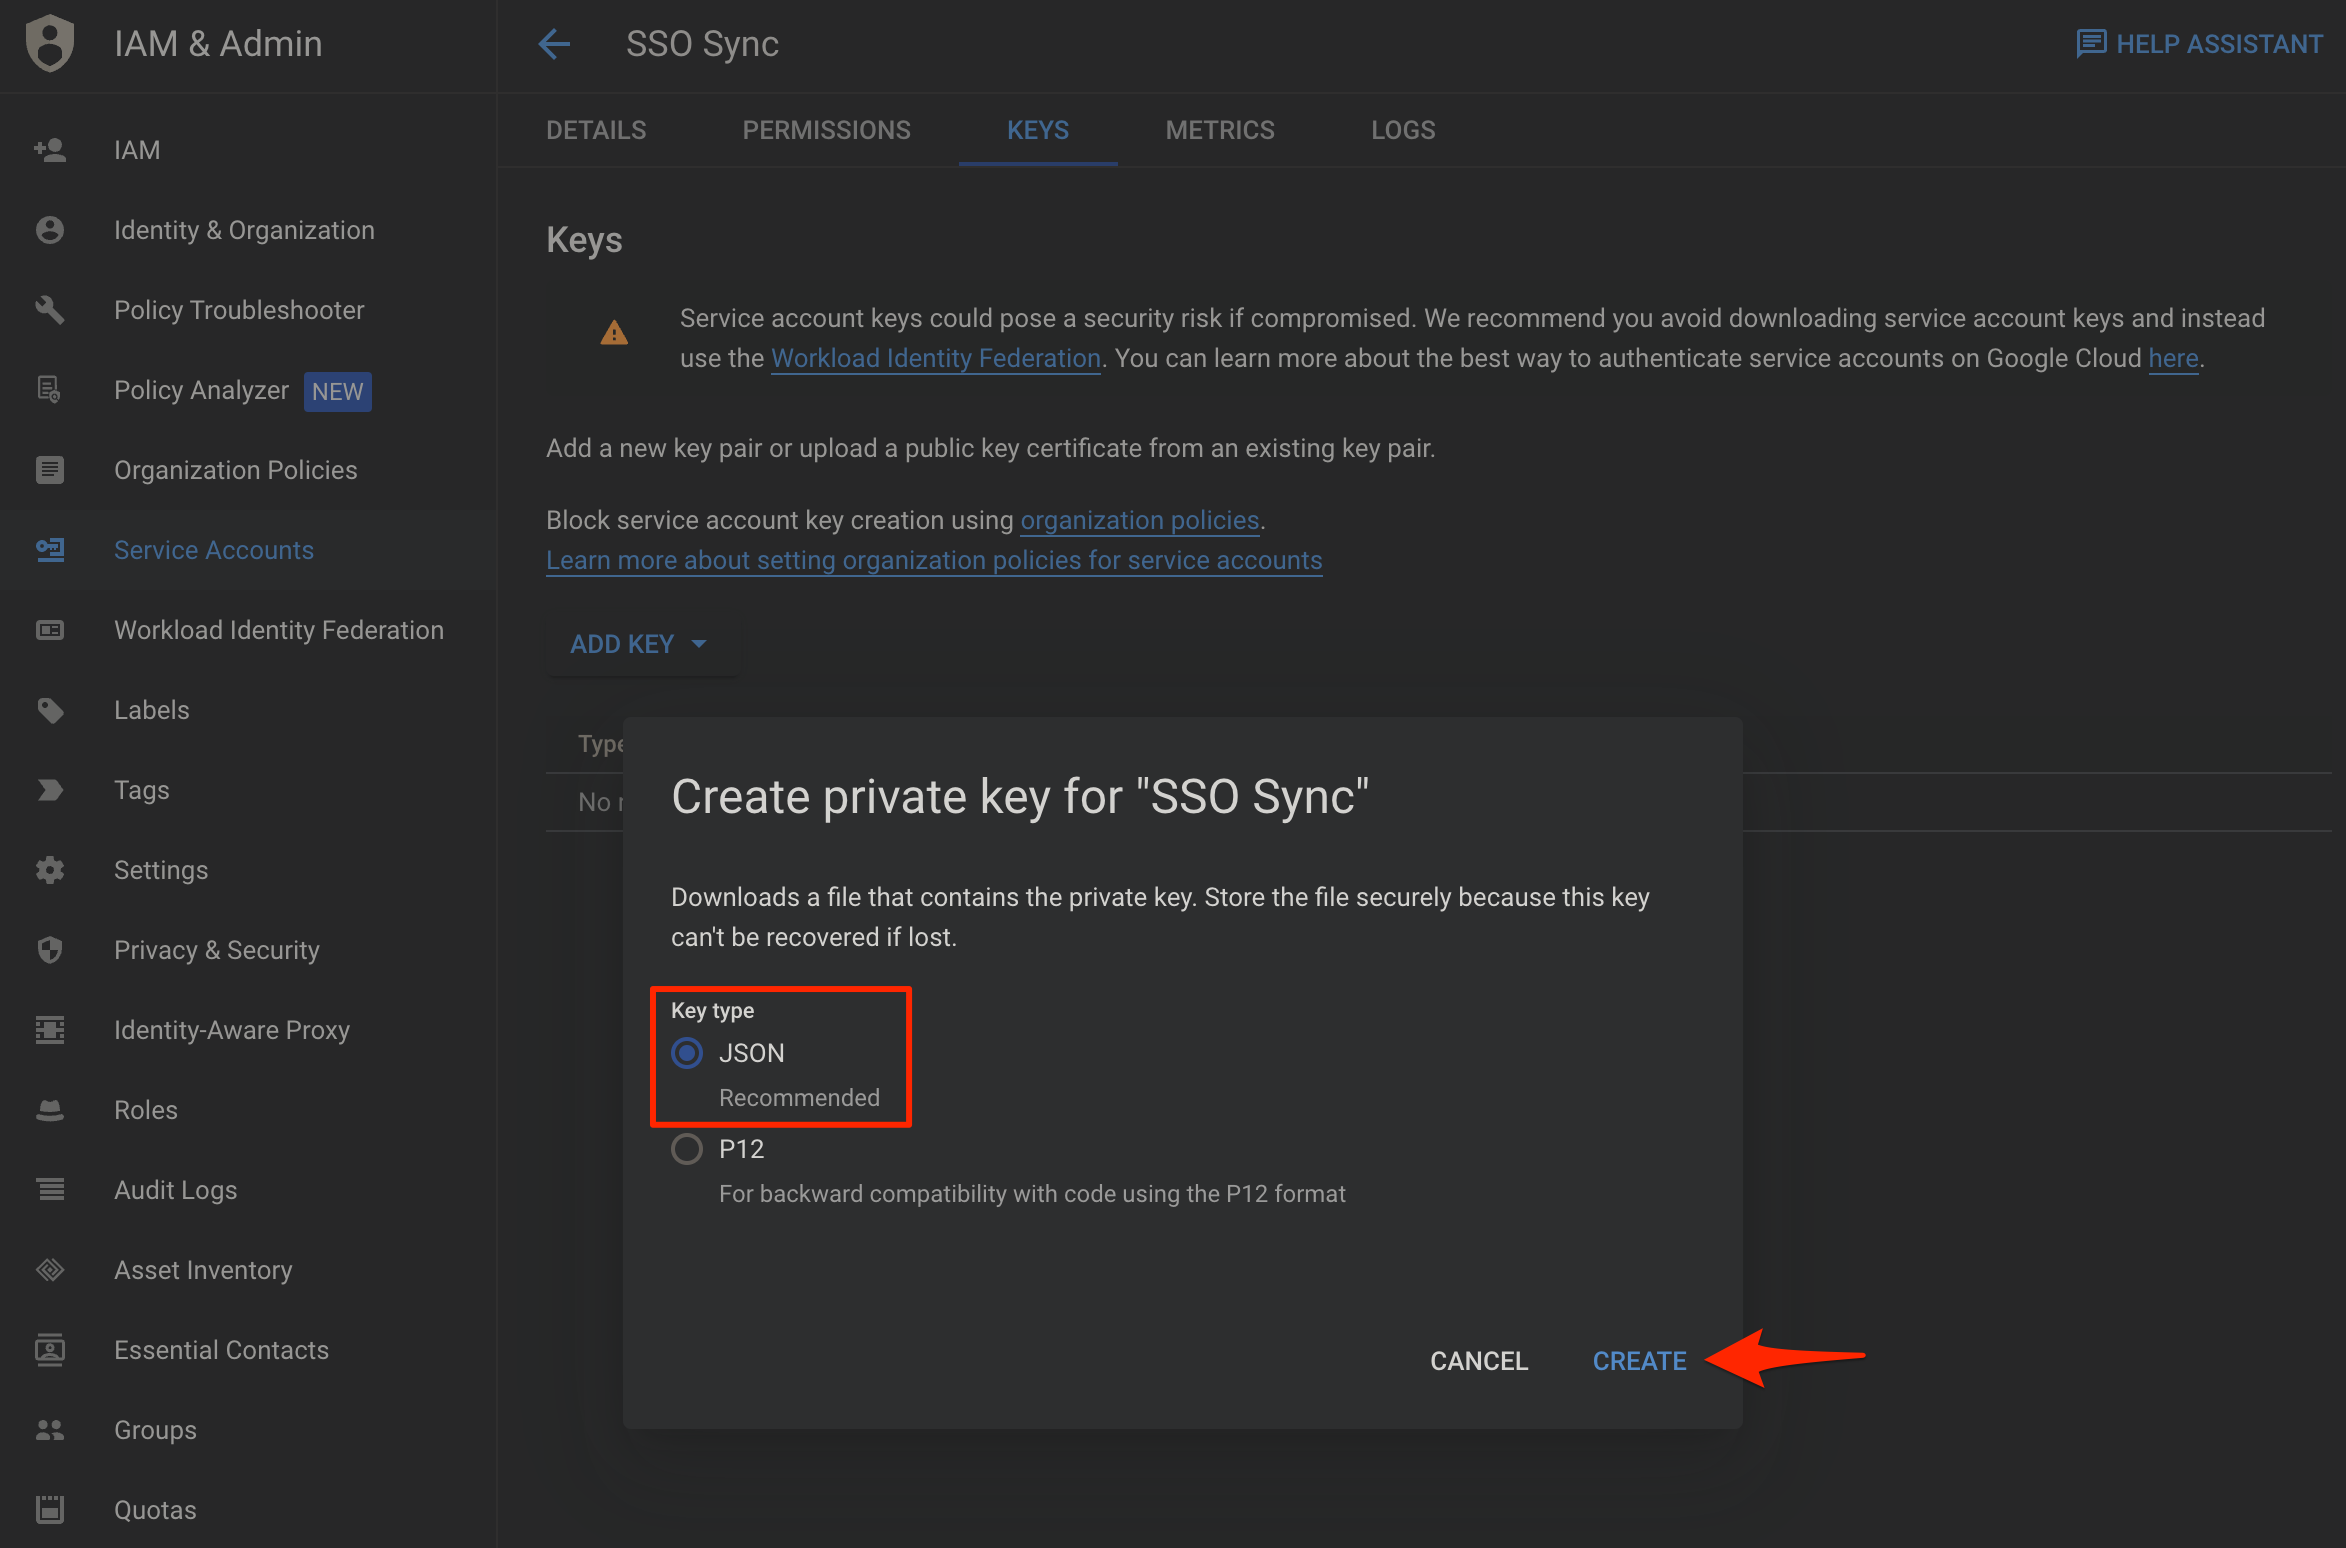 IAM & Admin
SSO Sync
HELP ASSISTANT
IAM
Identity & Organization
Policy Troubleshooter
Policy Analyzer NEW
Organization Policies
Service Accounts
Workload Identity Federation
Labels
Tags
Settings
Privacy & Security
Identity-Aware Proxy
Roles
Audit Logs
Asset Inventory
Essential Contacts
Groups
Quotas
DETAILS PERMISSIONS KEYS METRICS LOGS
Keys
Service account keys could pose a security risk if compromised. We recommend you avoid downloading service account keys and instead
use the Workload Identity Federation. You can learn more about the best way to authenticate service accounts on Google Cloud here.
Add a new key pair or upload a public key certificate from an existing key pair.
Block service account key creation using organization policies.
Learn more about setting organization policies for service accounts
ADD KEY
Type
No
Create private key for "SSO Sync"
Downloads a file that contains the private key. Store the file securely because this key
can't be recovered if lost.
Key type
JSON
Recommended
P12
For backward compatibility with code using the P12 format
CANCEL CREATE